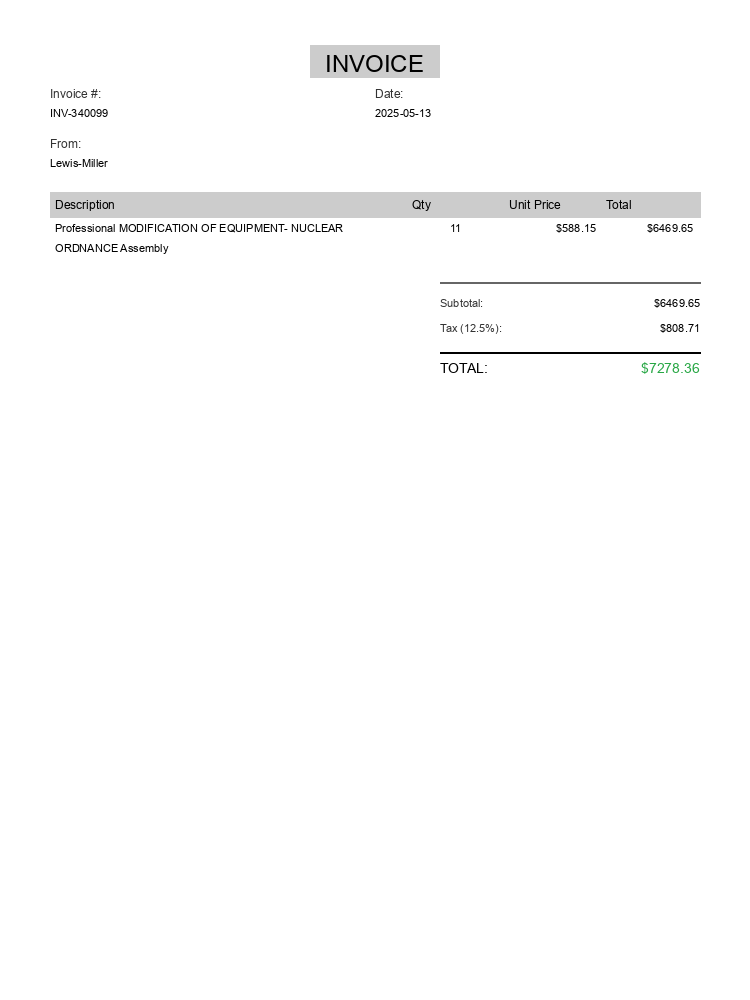 INVOICE
Invoice #: Date:
INV-340099 2025-05-13
From:
Lewis-Miller
Description Qty Unit Price Total
Professional MODIFICATION OF EQUIPMENT- NUCLEAR 11 $588.15 $6469.65
ORDNANCE Assembly
Subtotal: $6469.65
Tax (12.5%): $808.71
TOTAL: $7278.36